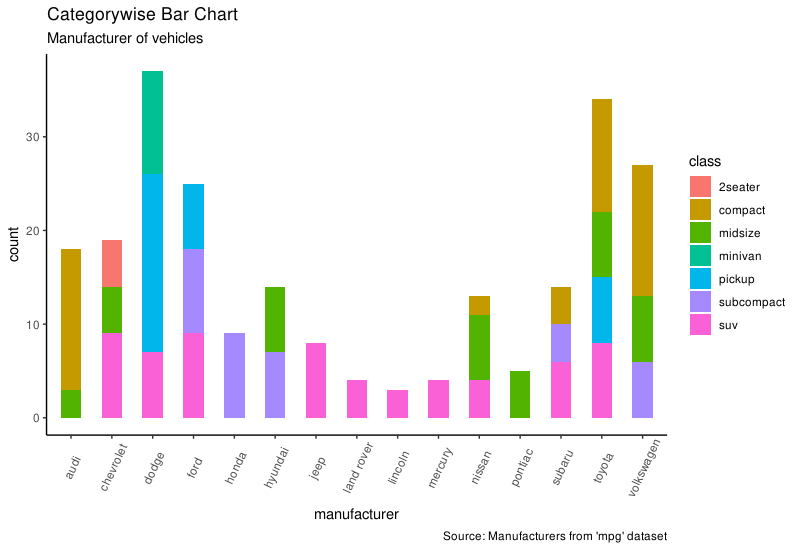 Categorywise Bar Chart
Manufacturer of vehicles
count
30
20
10
0
audi
chevrolet
dodge
ford
honda
hyundai
jeep
land rover
lincoln
mercury
nissan
pontiac
subaru
toyota
volkswagen
manufacturer
class
2seater
compact
midsize
minivan
pickup
subcompact
suv
Source: Manufacturers from 'mpg' dataset